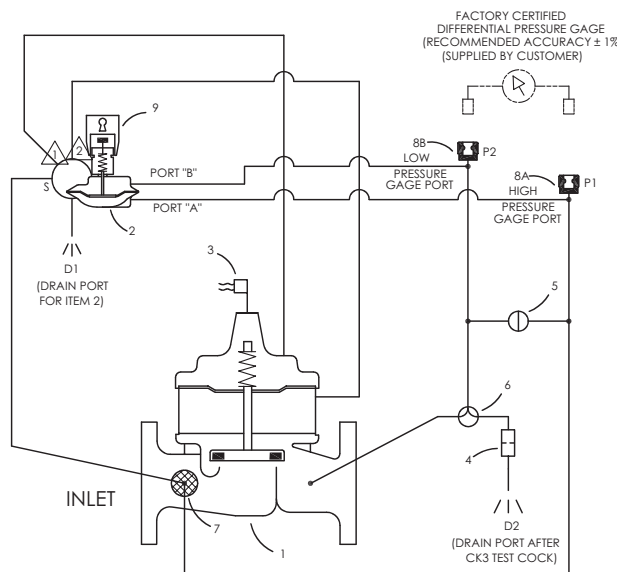 FACTORY CERTIFIED
DIFFERENTIAL PRESSURE GAGE
(RECOMMENDED ACCURACY ± 1%
(SUPPLIED BY CUSTOMER)
9
1
2
S
PORT "B"
PORT "A"
2
D1
(DRAIN PORT
FOR ITEM 2)
8B
LOW
P2
PRESSURE
GAGE PORT
8A
HIGH
P1
PRESSURE
GAGE PORT
3
5
6
4
INLET
7
1
D2
(DRAIN PORT AFTER
CK3 TEST COCK)